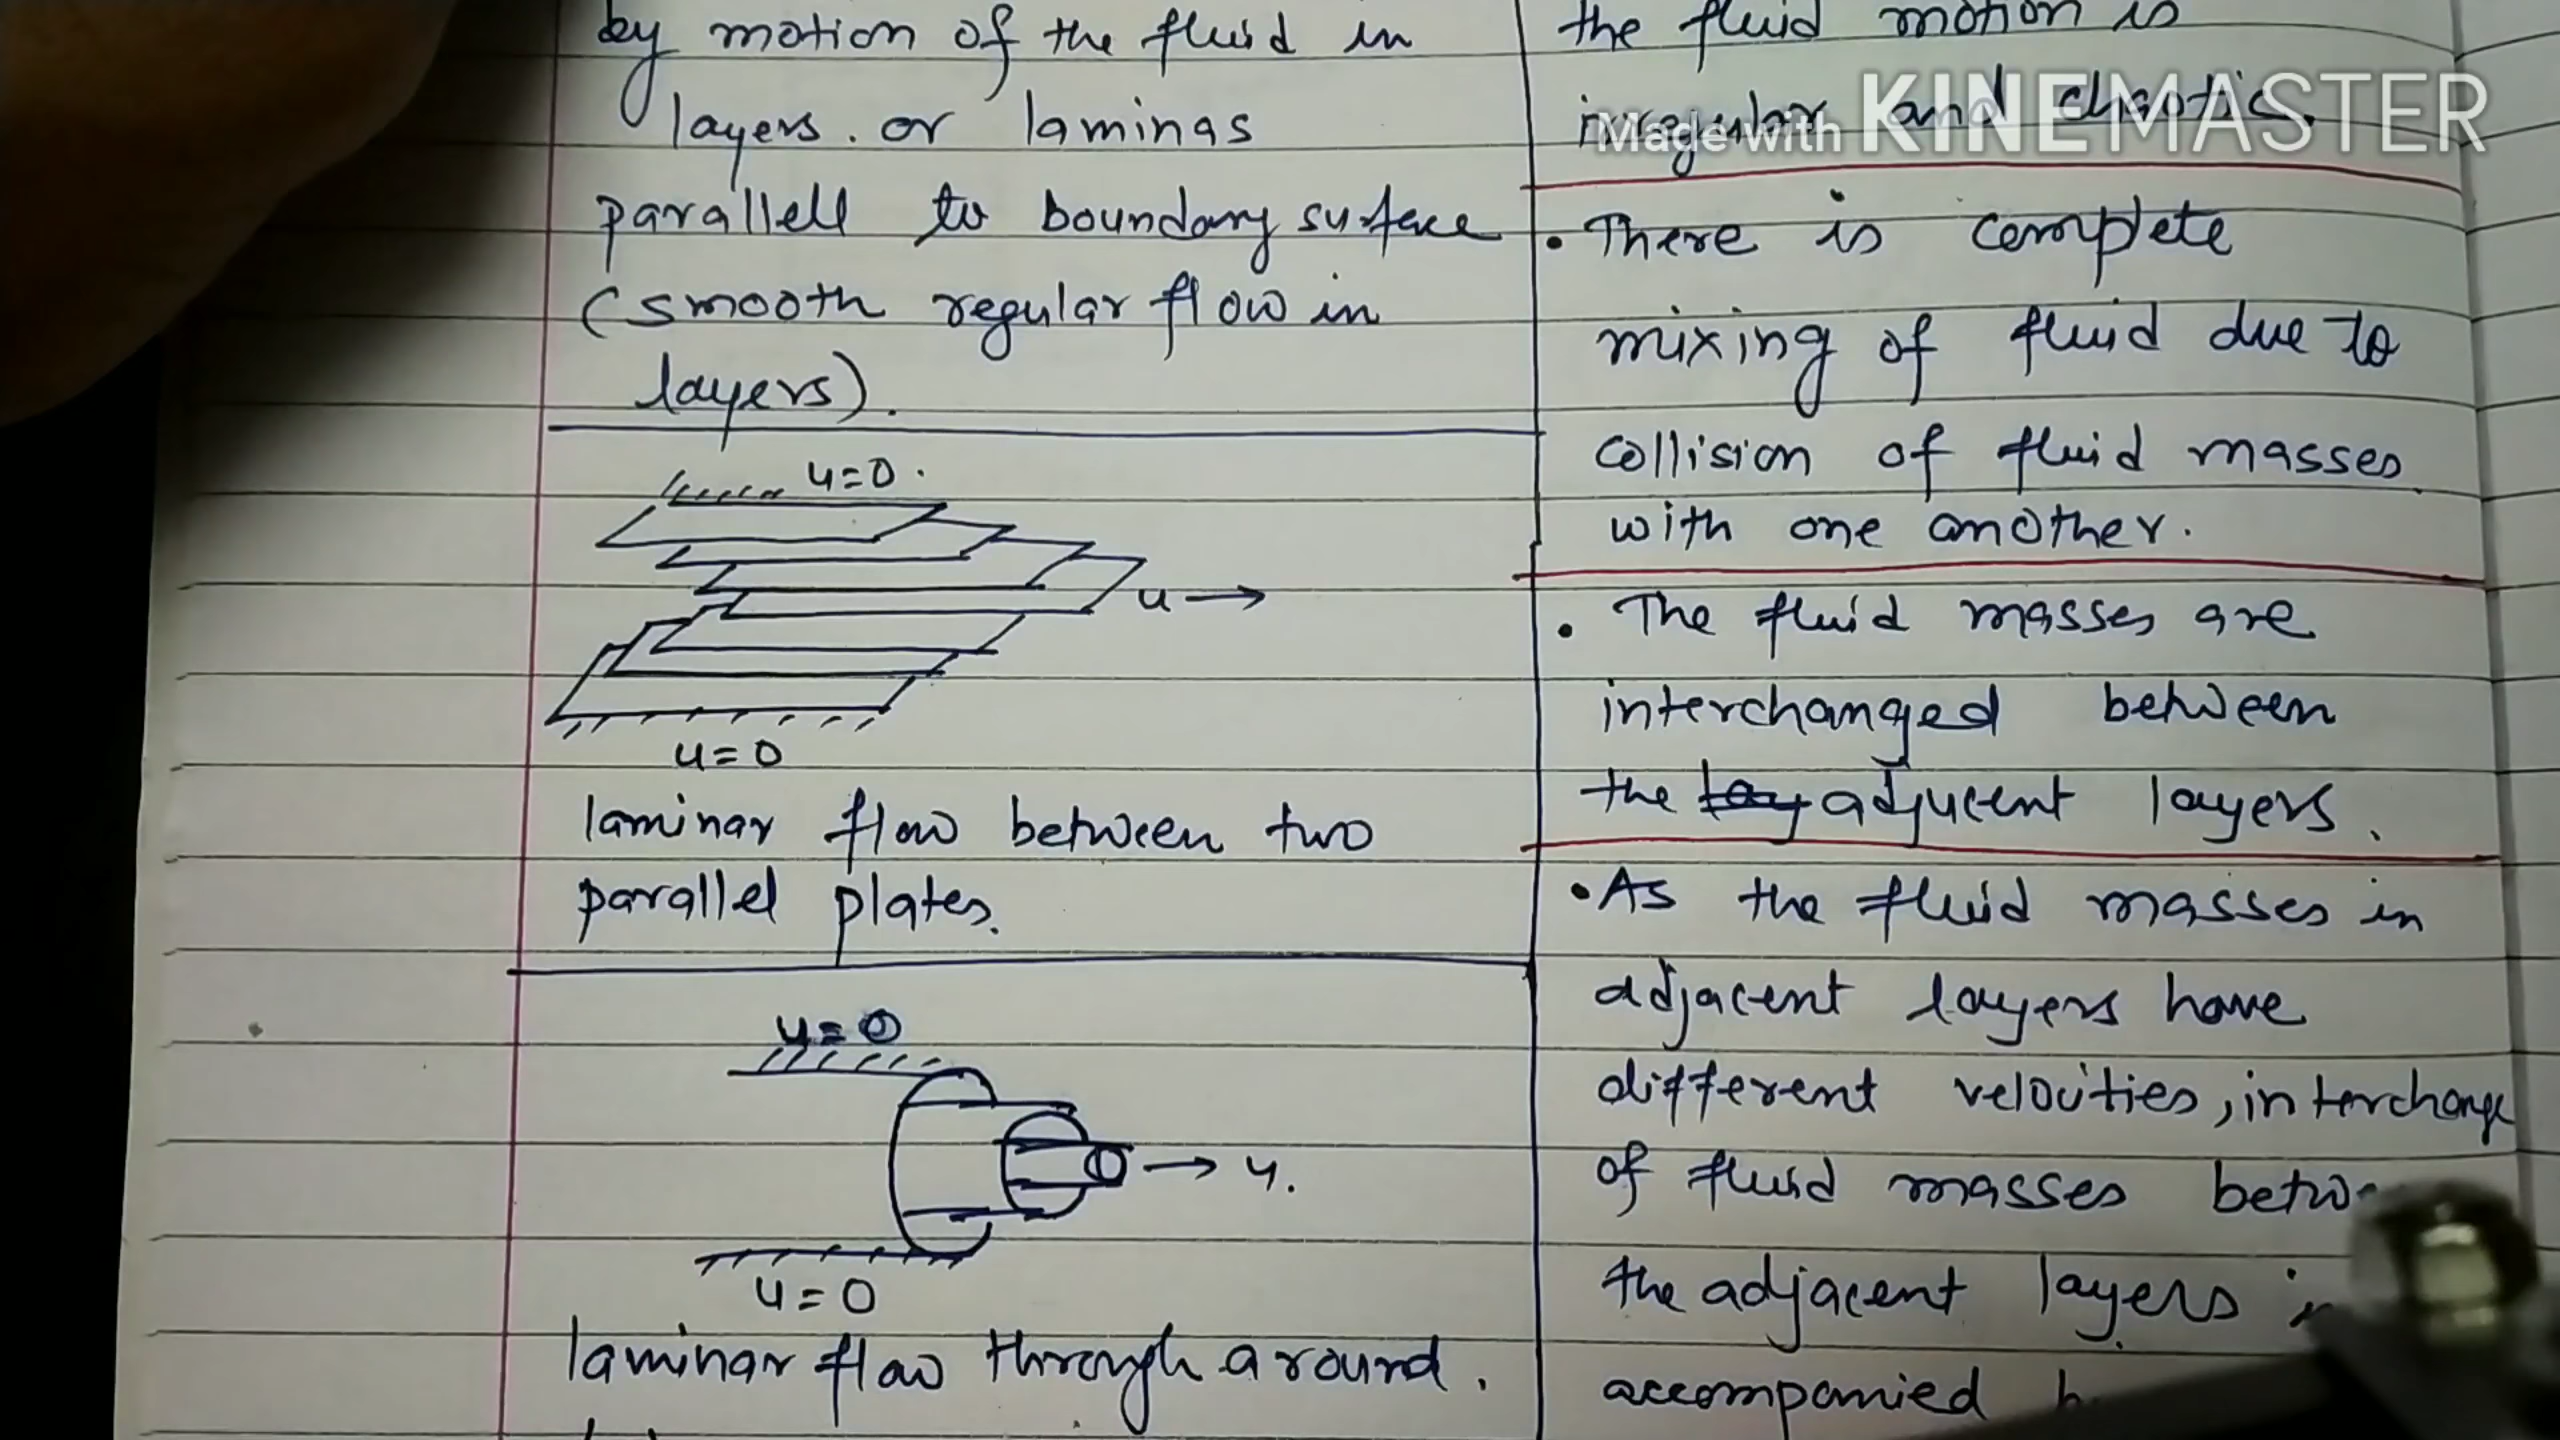 by motion of the fluid in
layers. or laminas
parallell to boundary surface
(smooth regular flow in
layers).
u=0.
u
u=0
laminar flow between two
parallel plates.
u=0
u.
u=0
laminar flow through a round.
the fluid motion is
irregular and chaotic.
Made with KINEMASTER
• There is complete
mixing of fluid due to
collision of fluid masses
with one another.
• The fluid masses are
interchanged between
the adjucent layers.
• As the fluid masses in
adjacent layers have
different velocities, interchange
of fluid masses
the adjacent layers
accompanied